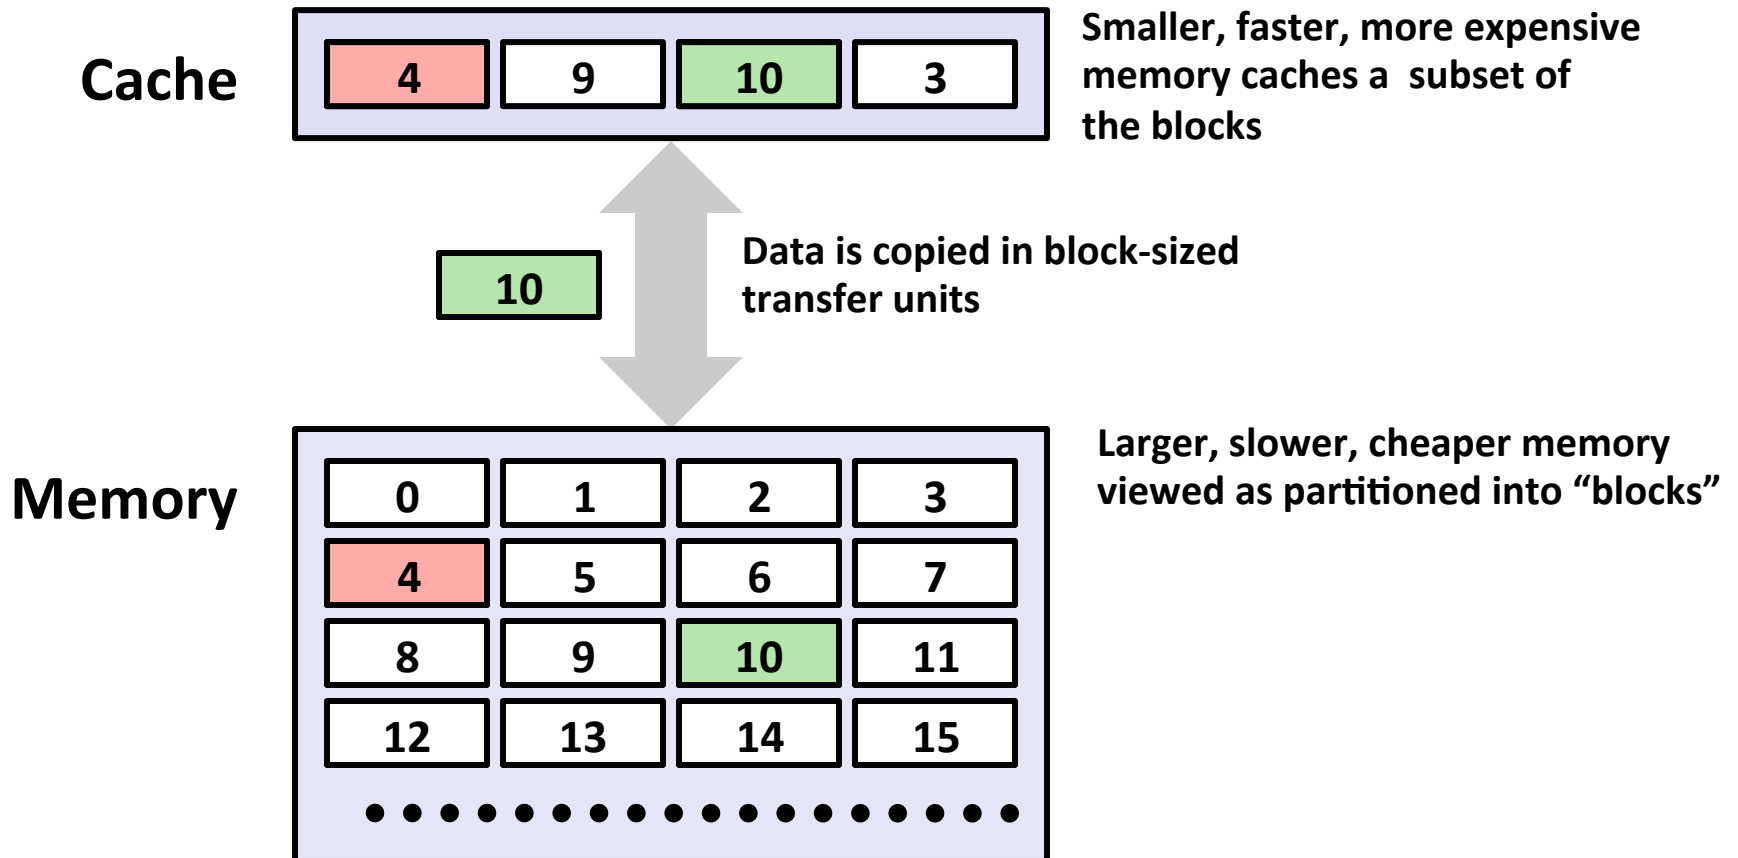 Cache
4 9 10 3
Smaller, faster, more expensive
memory caches a subset of
the blocks
10
Data is copied in block-sized
transfer units
Memory
0 1 2 3
4 5 6 7
8 9 10 11
12 13 14 15
Larger, slower, cheaper memory
viewed as partitioned into “blocks”